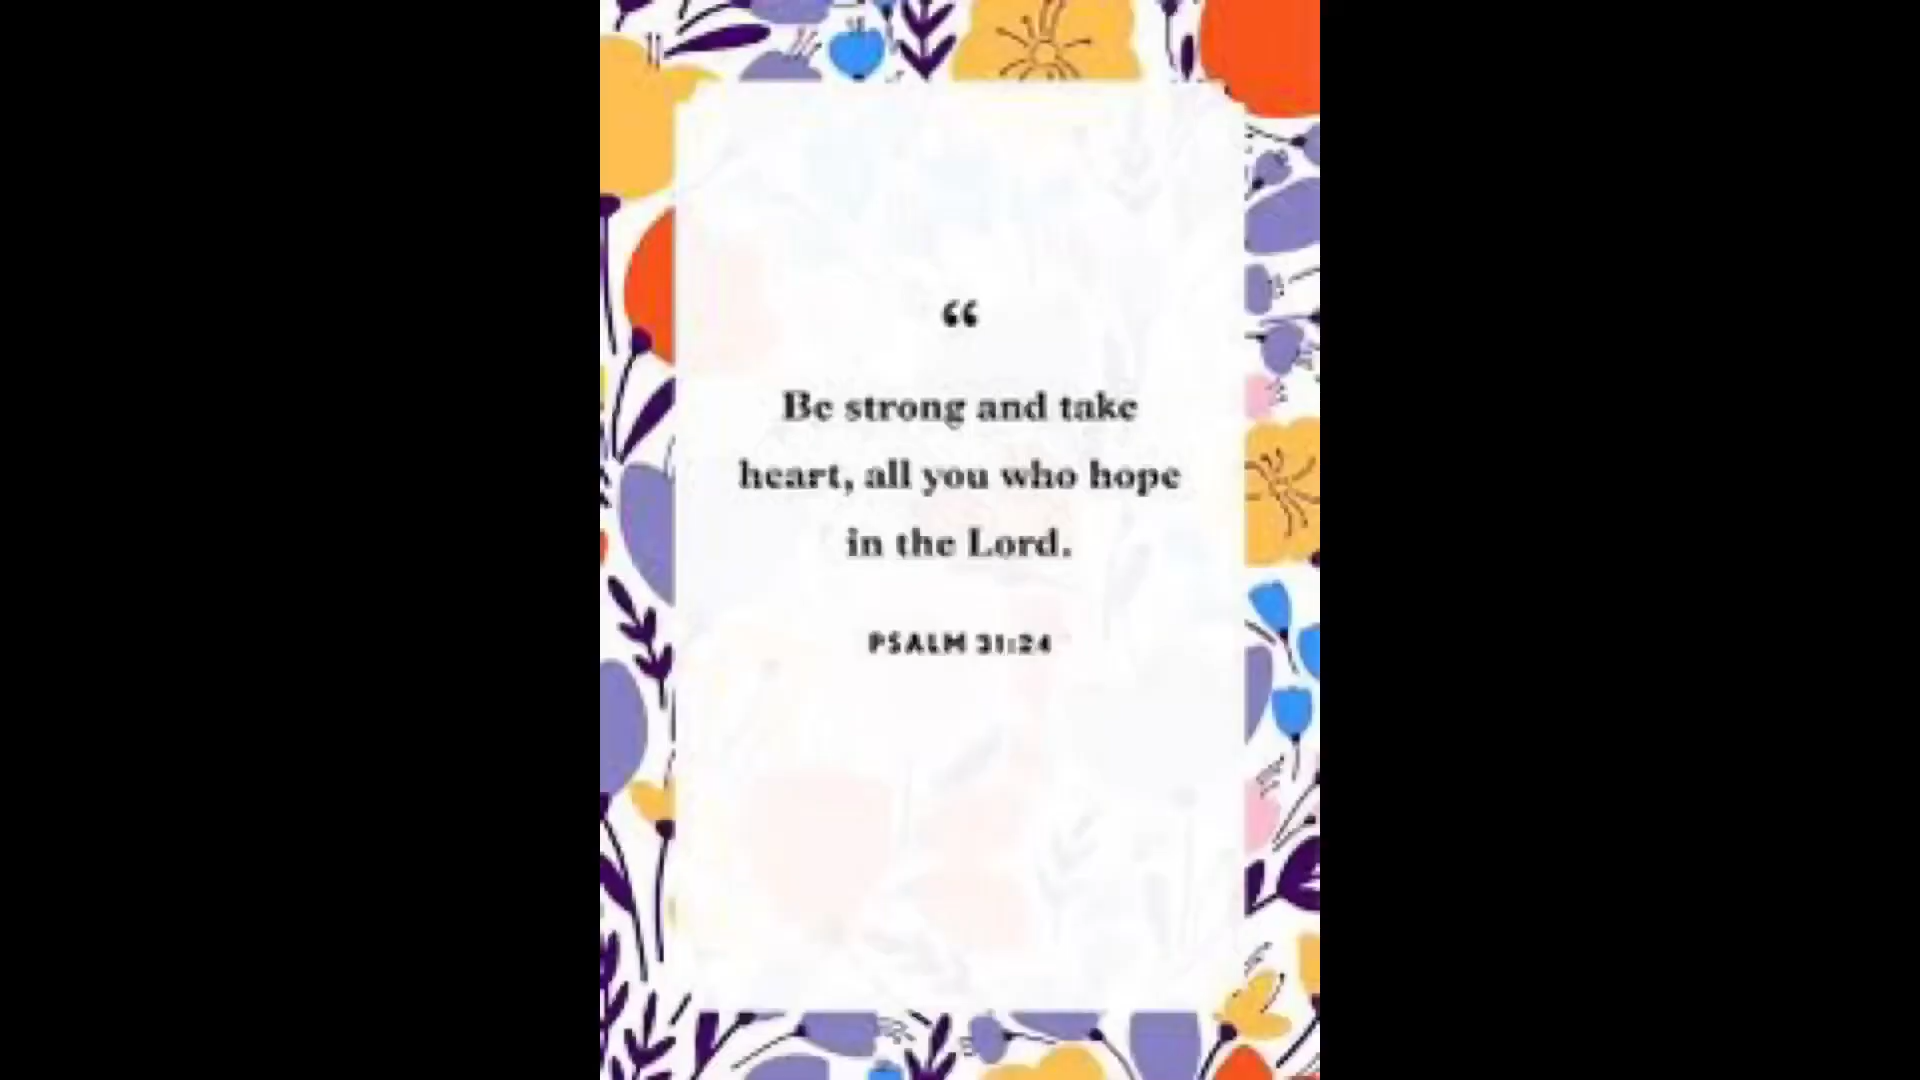 “
Be strong and take
heart, all you who hope
in the Lord.
PSALM 31:24